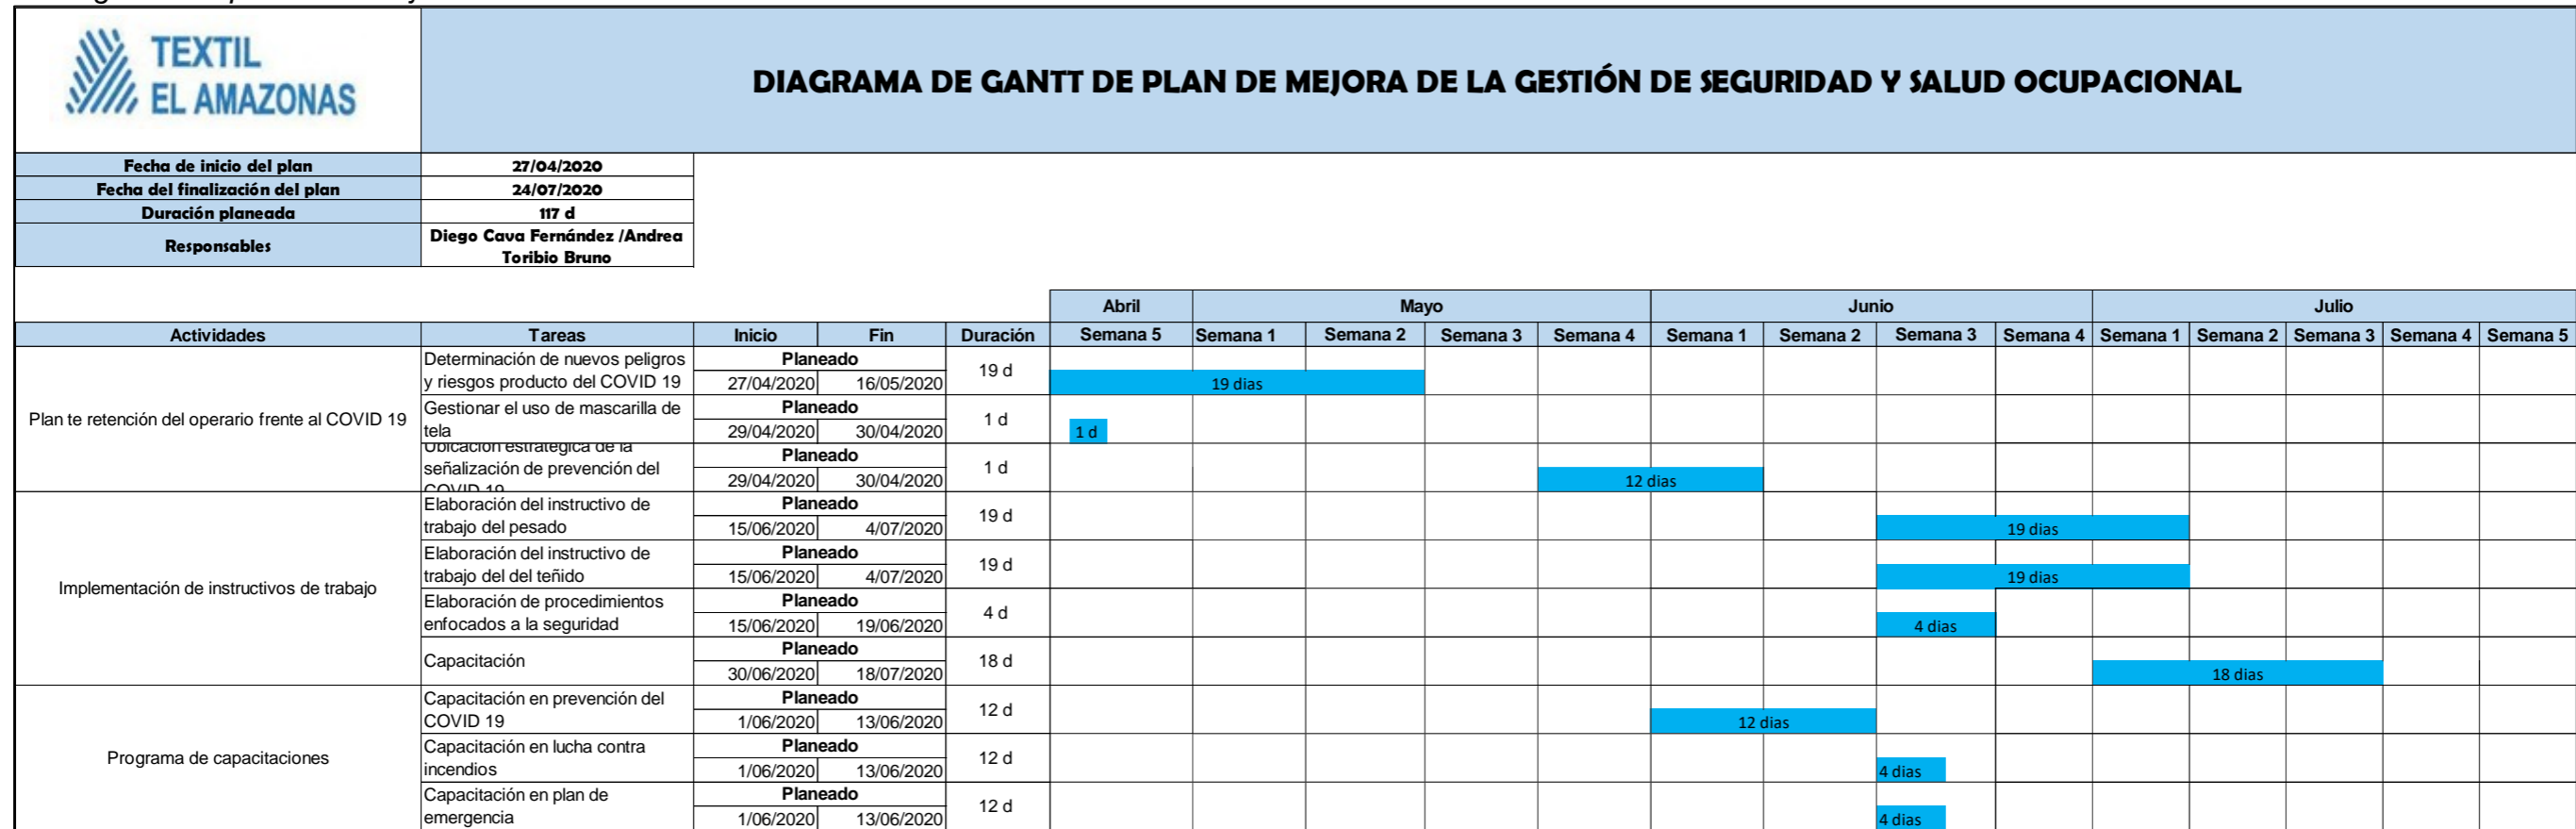 TEXTIL
EL AMAZONAS
DIAGRAMA DE GANTT DE PLAN DE MEJORA DE LA GESTIÓN DE SEGURIDAD Y SALUD OCUPACIONAL
Fecha de inicio del plan 27/04/2020
Fecha del finalización del plan 24/07/2020
Duración planeada 117 d
Responsables Diego Cava Fernández /Andrea
Toribio Bruno
Abril Mayo Junio Julio
Actividades Tareas Inicio Fin Duración Semana 5 Semana 1 Semana 2 Semana 3 Semana 4 Semana 1 Semana 2 Semana 3 Semana 4 Semana 1 Semana 2 Semana 3 Semana 4 Semana 5
Plan te retención del operario frente al COVID 19
Determinación de nuevos peligros Planeado 19 d
y riesgos producto del COVID 19 27/04/2020 16/05/2020 19 dias
Gestionar el uso de mascarilla de Planeado 1 d
tela 29/04/2020 30/04/2020 1 d
Ubicación estratégica de la Planeado 1 d
señalización de prevención del
COVID 19 29/04/2020 30/04/2020 12 dias
Implementación de instructivos de trabajo
Elaboración del instructivo de Planeado 19 d
trabajo del pesado 15/06/2020 4/07/2020 19 dias
Elaboración del instructivo de Planeado 19 d
trabajo del del teñido 15/06/2020 4/07/2020 19 dias
Elaboración de procedimientos Planeado 4 d
enfocados a la seguridad 15/06/2020 19/06/2020 4 dias
Capacitación Planeado 18 d
30/06/2020 18/07/2020 18 dias
Programa de capacitaciones
Capacitación en prevención del Planeado 12 d
COVID 19 1/06/2020 13/06/2020 12 dias
Capacitación en lucha contra Planeado 12 d
incendios 1/06/2020 13/06/2020 4 dias
Capacitación en plan de Planeado 12 d
emergencia 1/06/2020 13/06/2020 4 dias